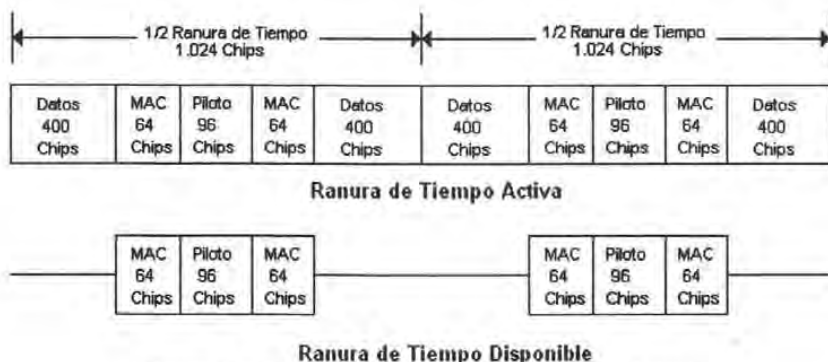 1/2 Ranura de Tiempo 1/2 Ranura de Tiempo
1.024 Chips 1.024 Chips
Datos MAC Piloto MAC Datos Datos MAC Piloto MAC Datos
400 64 96 64 400 400 64 96 64 400
Chips Chips Chips Chips Chips Chips Chips Chips Chips Chips
Ranura de Tiempo Activa
MAC Piloto MAC MAC Piloto MAC
64 96 64 64 96 64
Chips Chips Chips Chips Chips Chips
Ranura de Tiempo Disponible